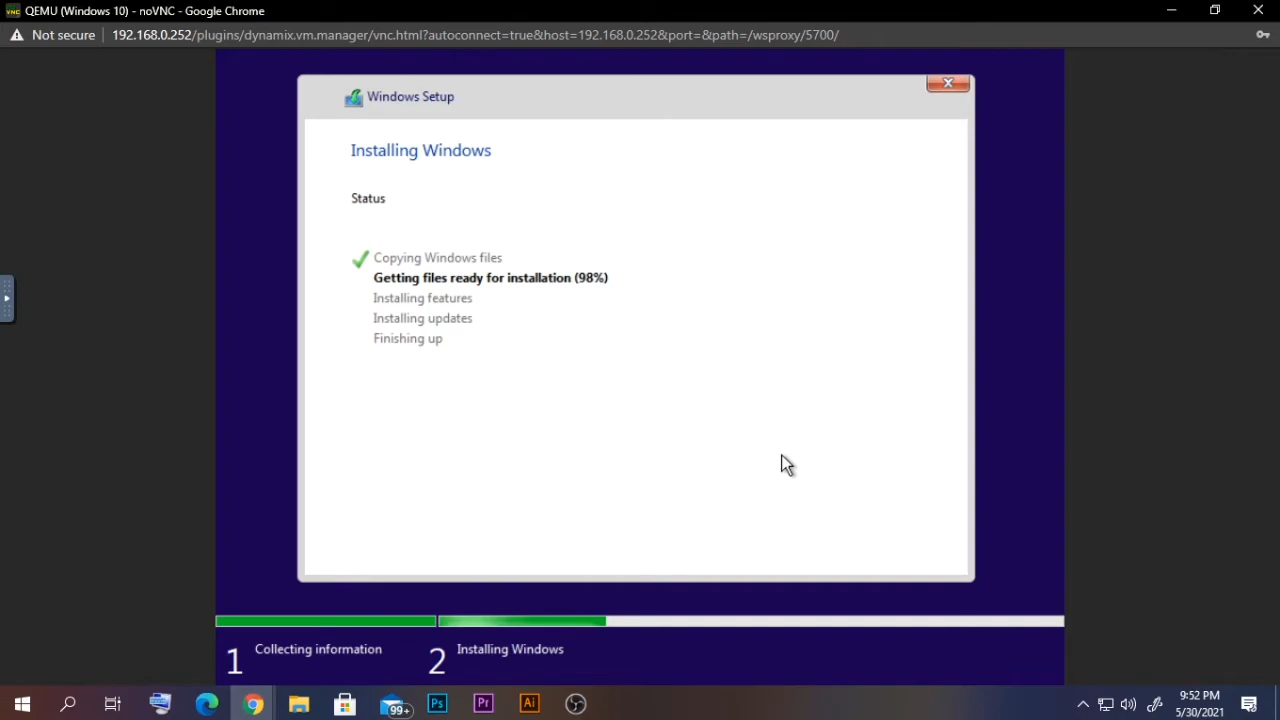 QEMU (Windows 10) - noVNC - Google Chrome
Not secure 192.168.0.252/plugins/dynamix.vm.manager/vnc.html?autoconnect=true&host=192.168.0.252&port=&path=/wsproxy/5700/
Windows Setup
Installing Windows
Status
Copying Windows files
Getting files ready for installation (98%)
Installing features
Installing updates
Finishing up
1 Collecting information 2 Installing Windows
99+ Ps Pr Ai
9:52 PM
5/30/2021